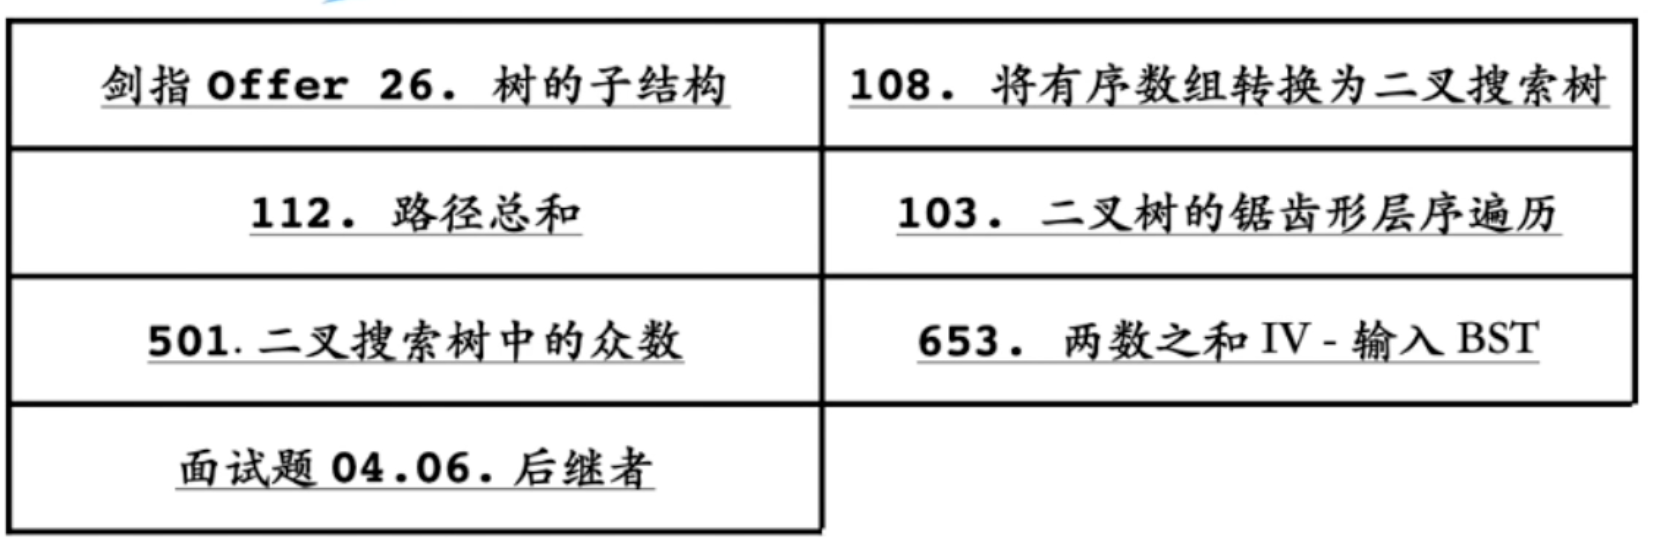 剑指 Offer 26. 树的子结构
108. 将有序数组转换为二叉搜索树
112. 路径总和
103. 二叉树的锯齿形层序遍历
501. 二叉搜索树中的众数
653. 两数之和 IV - 输入 BST
面试题 04.06. 后继者